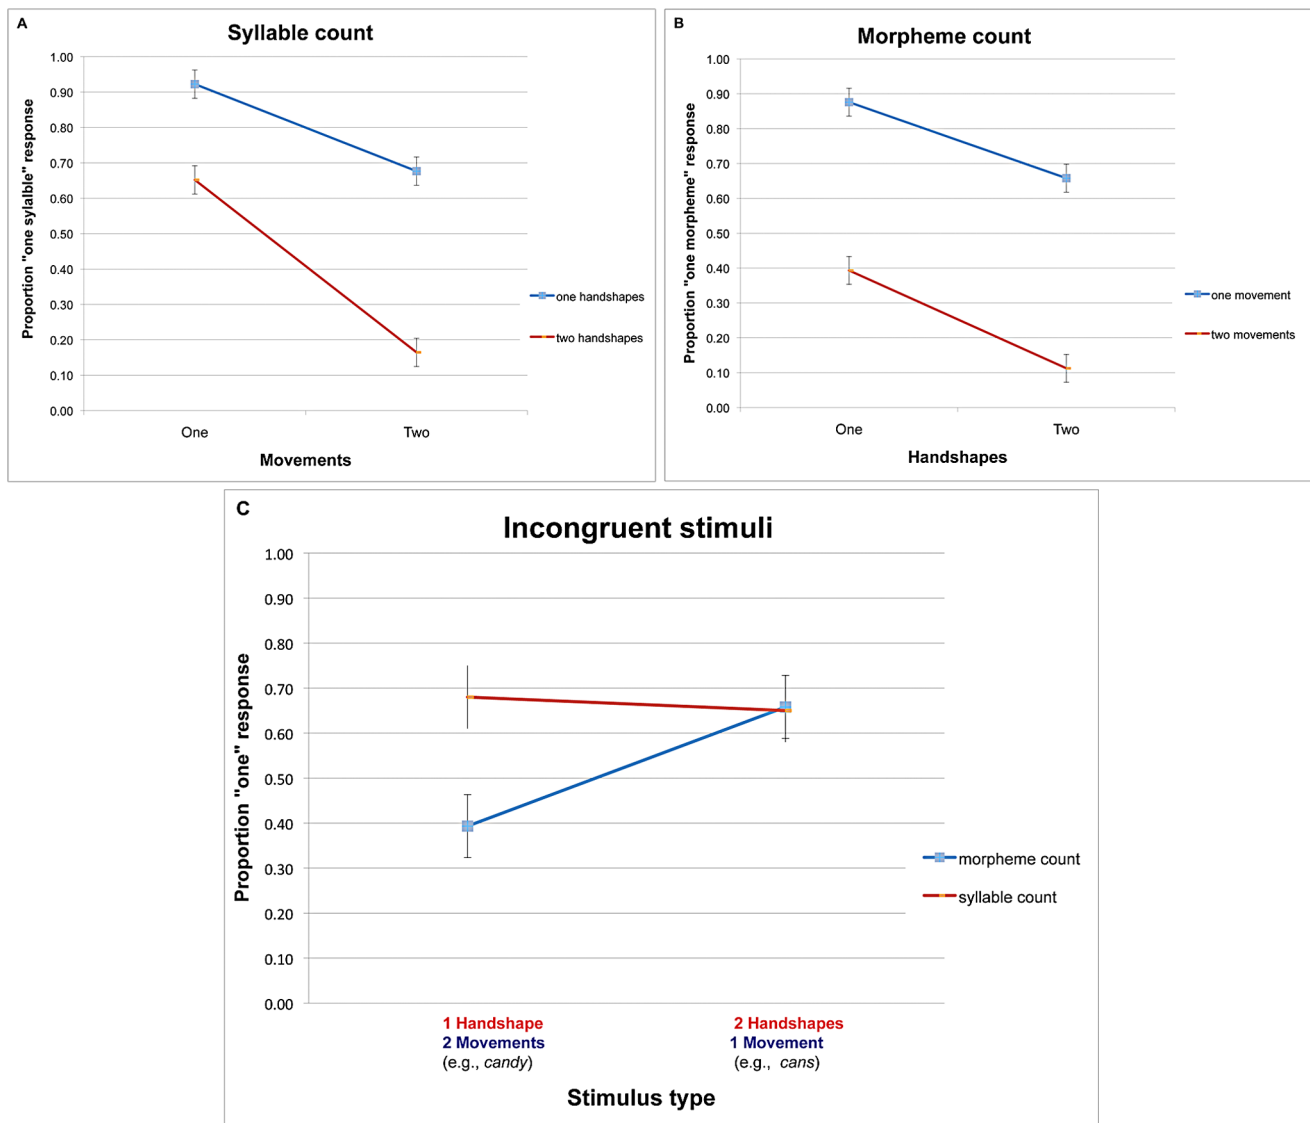 A
Syllable count
Proportion "one sylalble" response
1.00
0.90
0.80
0.70
0.60
0.50
0.40
0.30
0.20
0.10
0.00
One
Two
Movements
one handshapes
two handshapes
B
Morpheme count
Proportion "one morpheme" response
1.00
0.90
0.80
0.70
0.60
0.50
0.40
0.30
0.20
0.10
0.00
One
Two
Handshapes
one movement
two movements
C
Incongruent stimuli
Proportion "one" response
1.00
0.90
0.80
0.70
0.60
0.50
0.40
0.30
0.20
0.10
0.00
1 Handshape
2 Movements
(e.g., candy)
2 Handshapes
1 Movement
(e.g., cans)
Stimulus type
morpheme count
syllable count